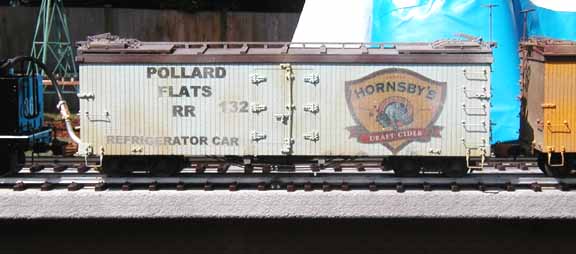 POLLARD
FLATS
RR
132
REFRIGERATOR CAR
HORNSBY'S
DRAFT CIDER